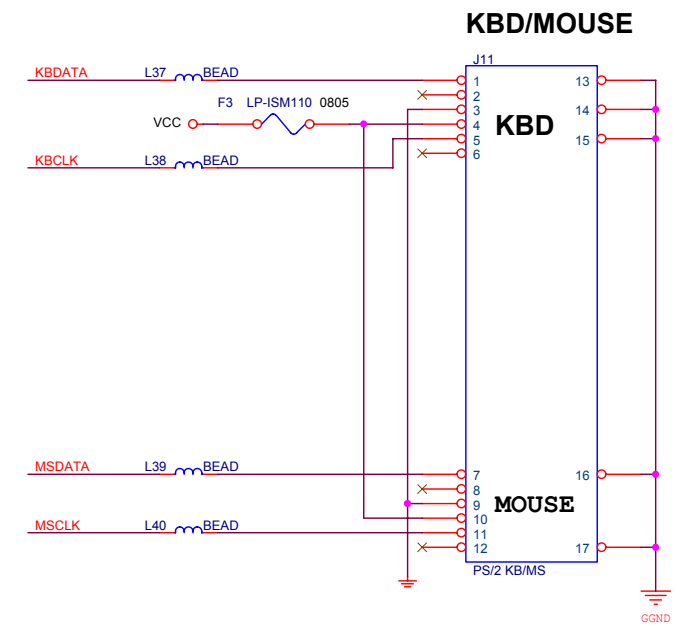 KBD/MOUSE
J11
KBDATA L37 BEAD 1 13
2
F3 LP-ISM110 0805 3 14
VCC 4 KBD
5 15
KBCLK L38 BEAD 6
MSDATA L39 BEAD 7 16
8
9 MOUSE
10
MSCLK L40 BEAD 11
12 17
PS/2 KB/MS
GGND